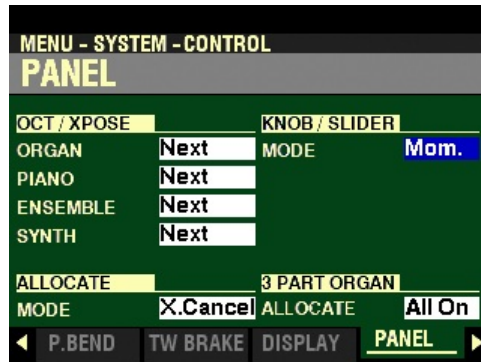 MENU - SYSTEM - CONTROL
PANEL
OCT / XPOSE KNOB / SLIDER
ORGAN Next MODE Mom.
PIANO Next
ENSEMBLE Next
SYNTH Next
ALLOCATE 3 PART ORGAN
MODE X.Cancel ALLOCATE All On
P.BEND TW BRAKE DISPLAY PANEL